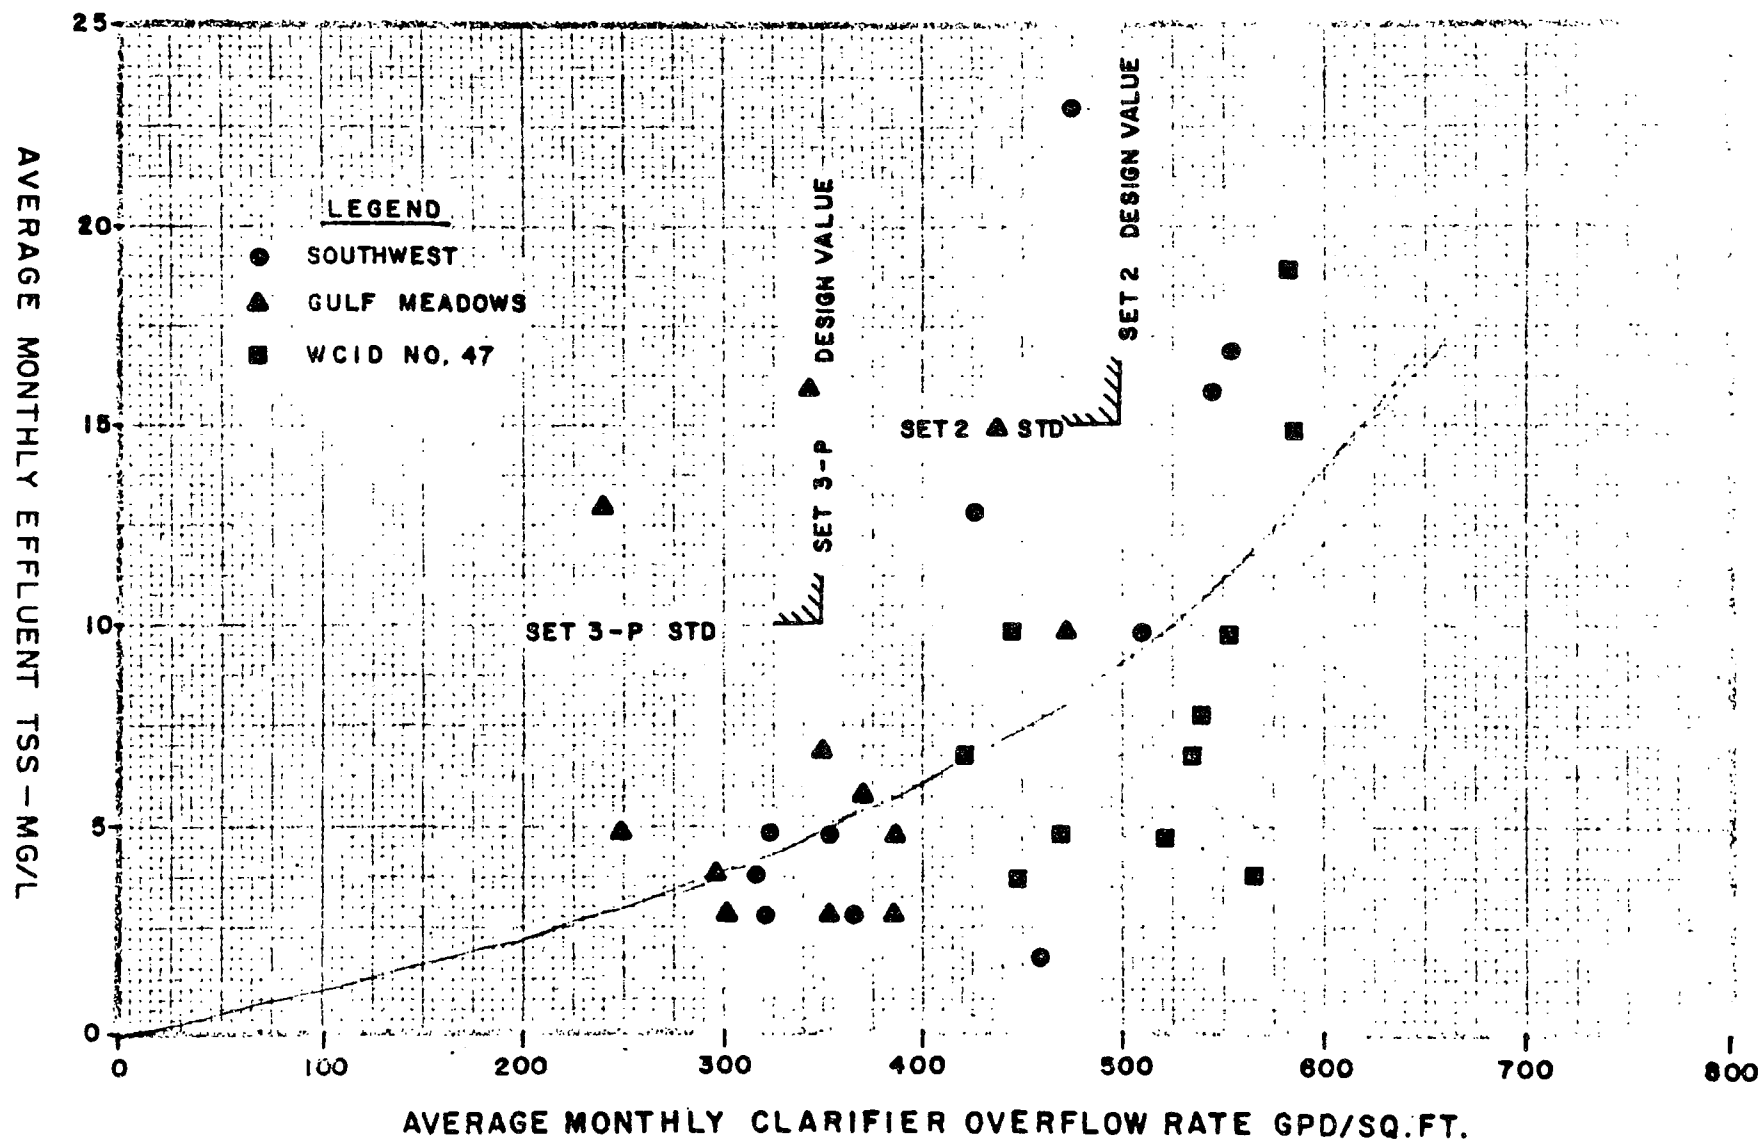 25
20
15
10
5
0
AVERAGE MONTHLY EFFLUENT TSS — MG/L
LEGEND
SOUTHWEST
GULF MEADOWS
WCID NO. 47
SET 3-P DESIGN VALUE
SET 2 DESIGN VALUE
SET 2 STD
SET 3-P STD
0 100 200 300 400 500 600 700 800
AVERAGE MONTHLY CLARIFIER OVERFLOW RATE GPD/SQ.FT.